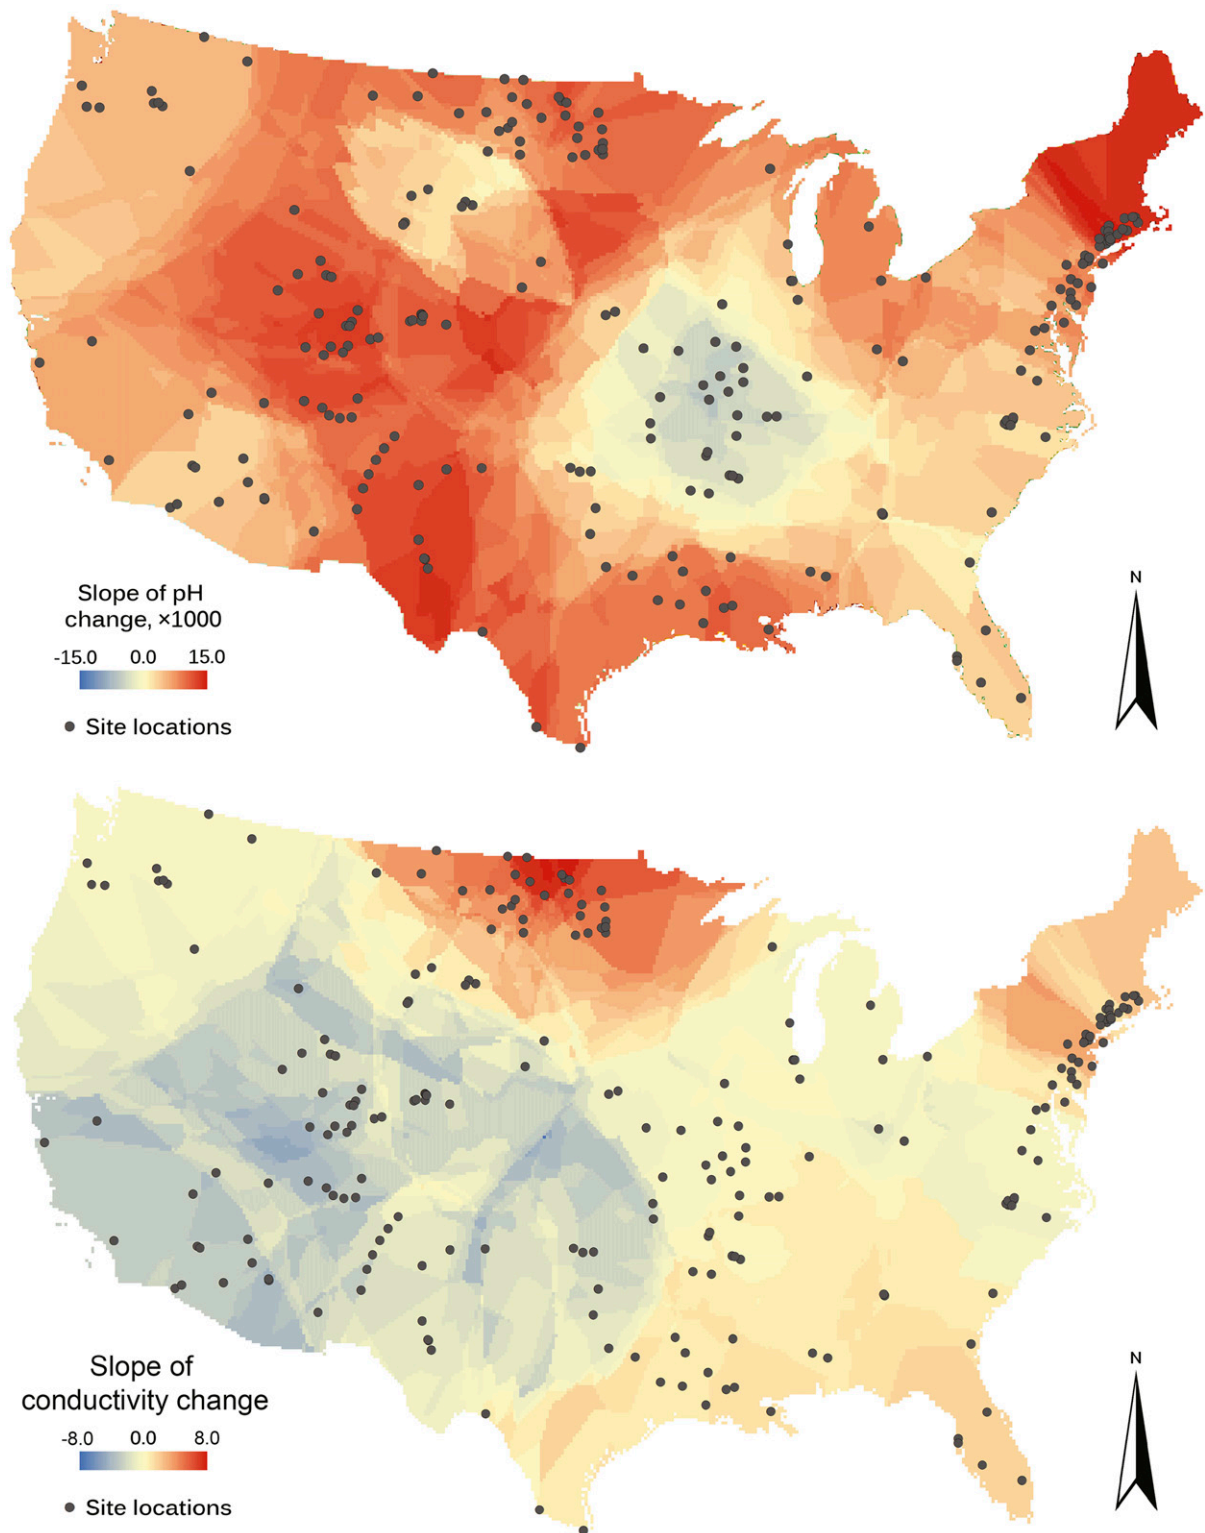 N
Slope of pH
change, ×1000
-15.0 0.0 15.0
Site locations
N
Slope of
conductivity change
-8.0 0.0 8.0
Site locations